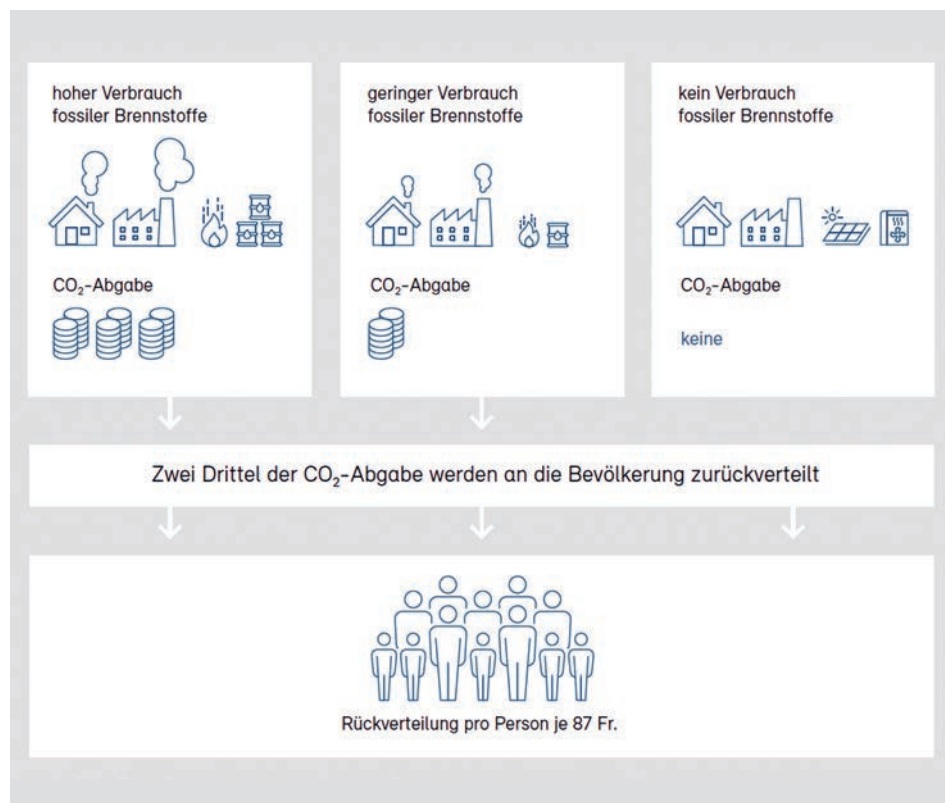 hoher Verbrauch
fossiler Brennstoffe
CO₂-Abgabe
geringer Verbrauch
fossiler Brennstoffe
CO₂-Abgabe
kein Verbrauch
fossiler Brennstoffe
CO₂-Abgabe
keine
Zwei Drittel der CO₂-Abgabe werden an die Bevölkerung zurückverteilt
Rückverteilung pro Person je 87 Fr.